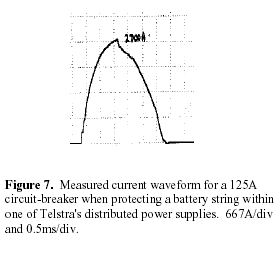 2700A
Figure 7. Measured current waveform for a 125A
circuit-breaker when protecting a battery string within
one of Telstra's distributed power supplies. 667A/div
and 0.5ms/div.